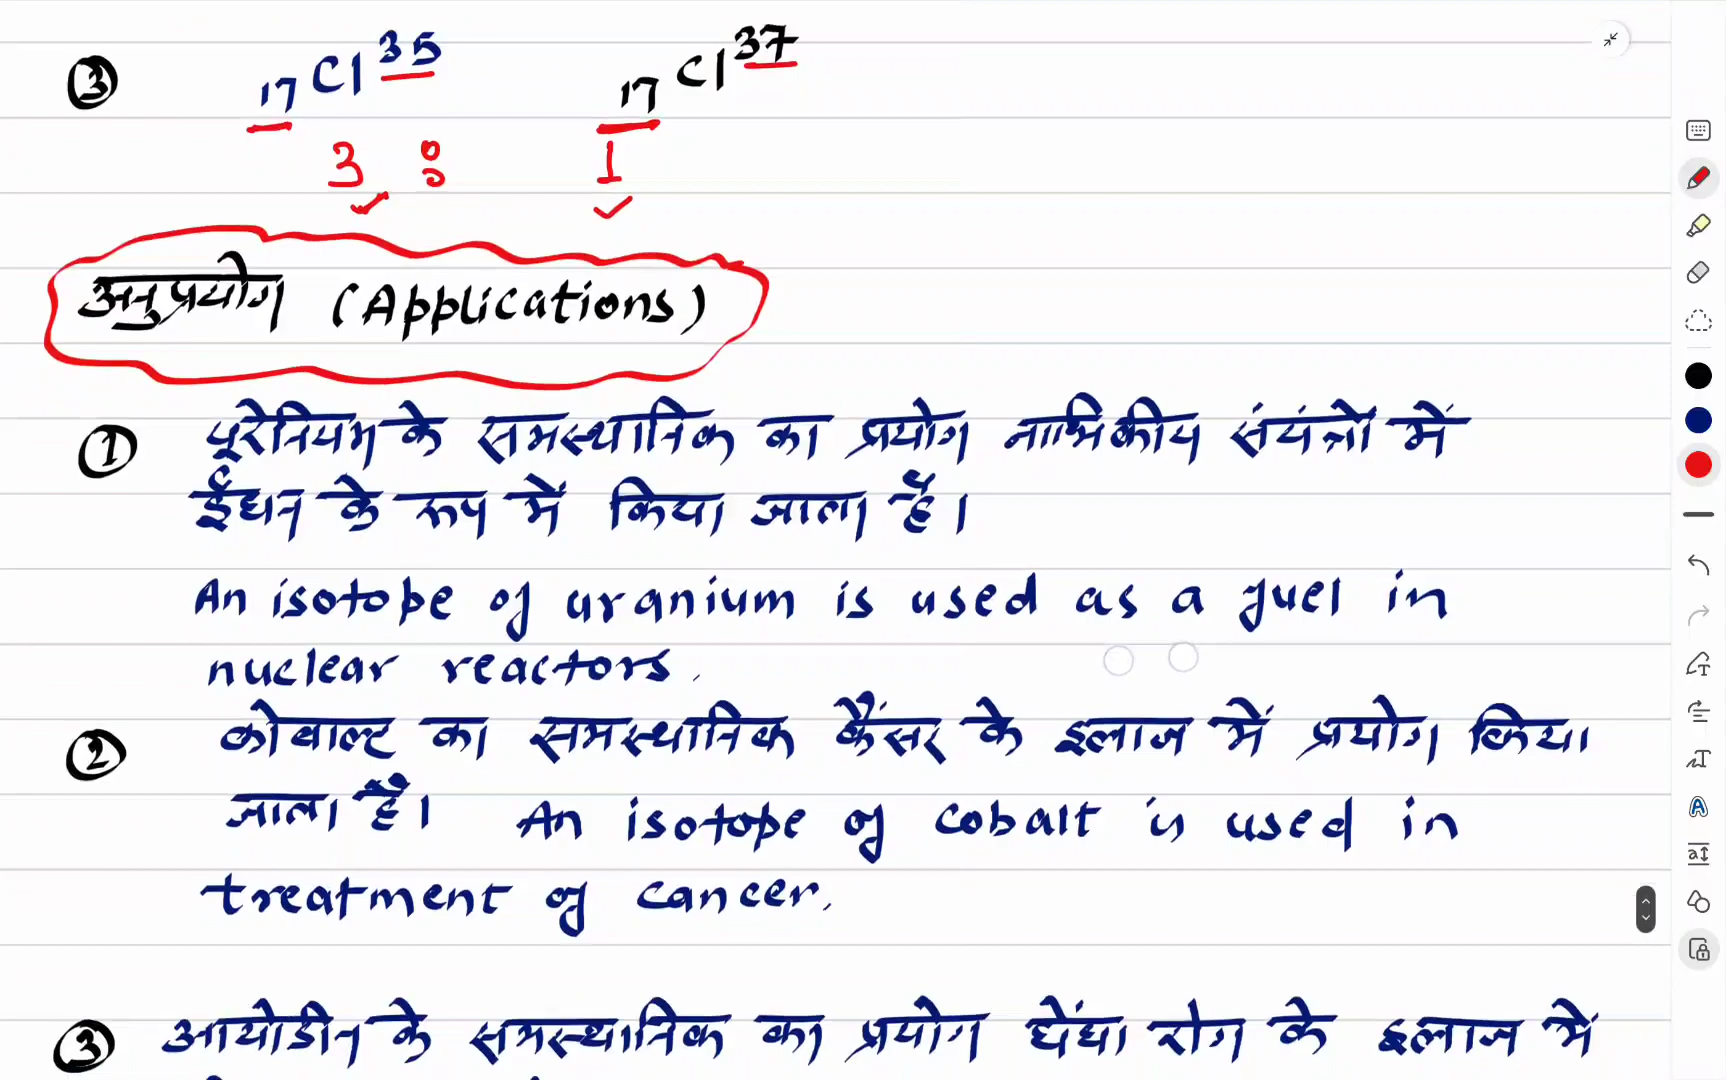 ③ ₁₇Cl³⁵ ₁₇Cl³⁷
3 : 1
अनुप्रयोग (Applications)
① यूरेनियम के समस्थानिक का प्रयोग नाभिकीय संयंत्रों में
ईंधन के रूप में किया जाता है।
An isotope of uranium is used as a fuel in
nuclear reactors.
② कोबाल्ट का समस्थानिक कैंसर के इलाज में प्रयोग किया
जाता है। An isotope of cobalt is used in
treatment of cancer.
③ आयोडीन के समस्थानिक का प्रयोग घेंघा रोग के इलाज में